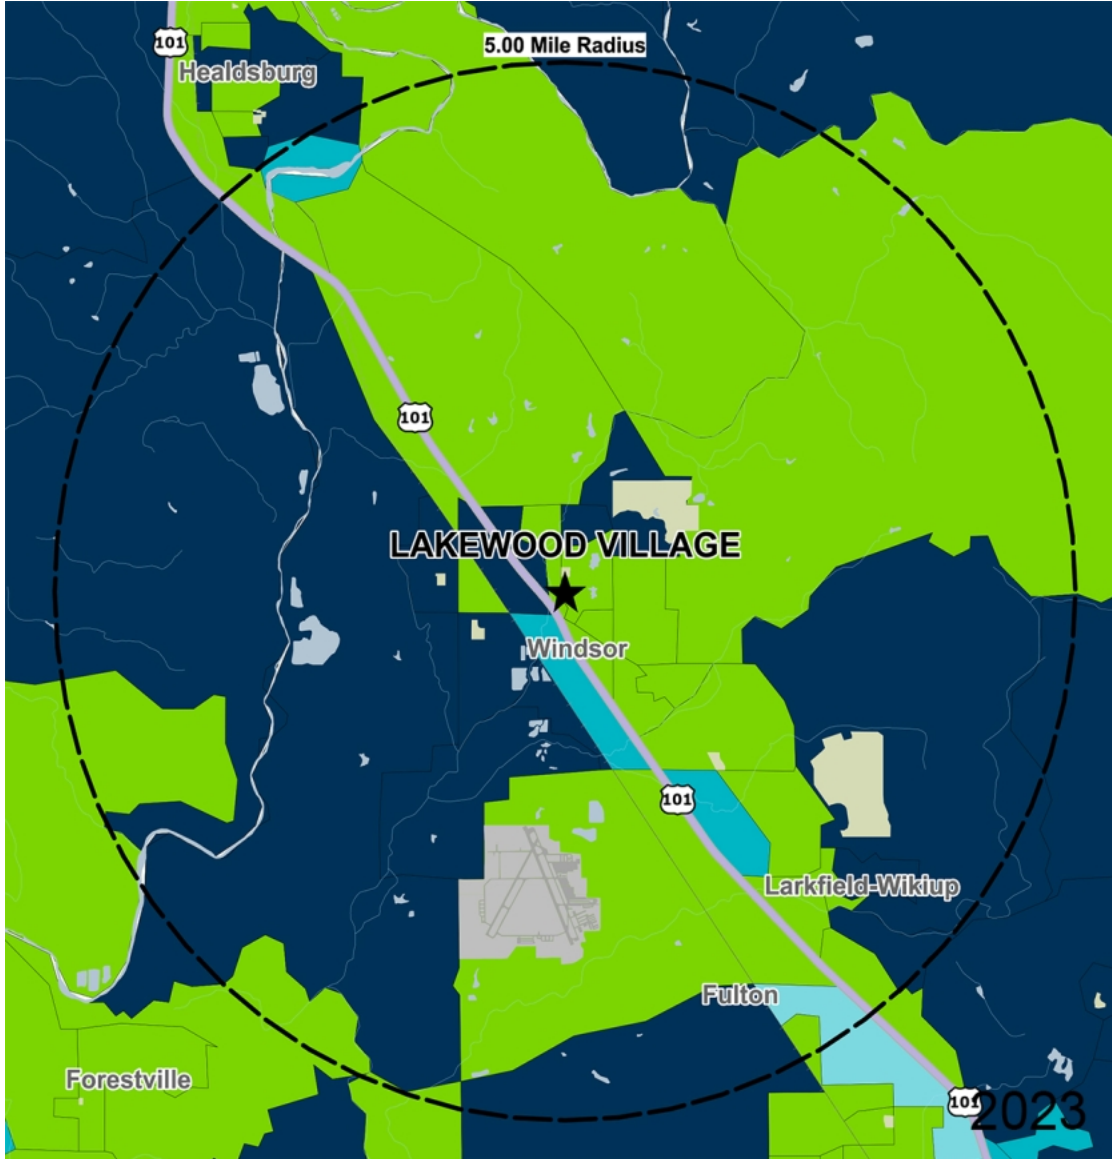 101
5.00 Mile Radius
Healdsburg
101
LAKEWOOD VILLAGE
Windsor
101
Larkfield-Wikiup
Fulton
Forestville
101
2023